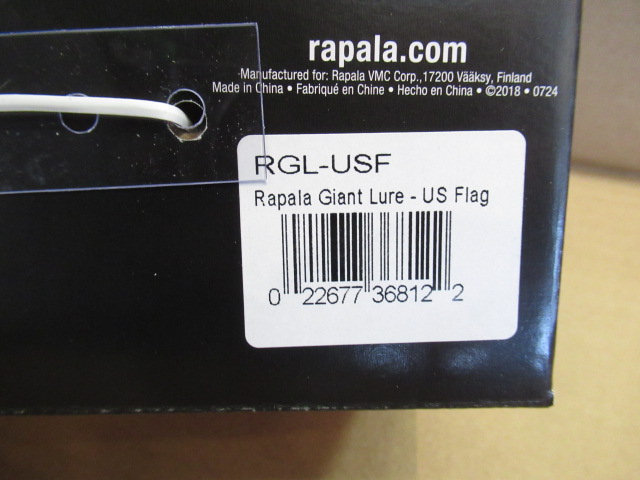 rapala.com
Manufactured for: Rapala VMC Corp.,17200 Vääksy, Finland
Made in China • Fabriqué en Chine • Hecho en China • ©2018 • 0724
RGL-USF
Rapala Giant Lure - US Flag
0 22677 36812 2